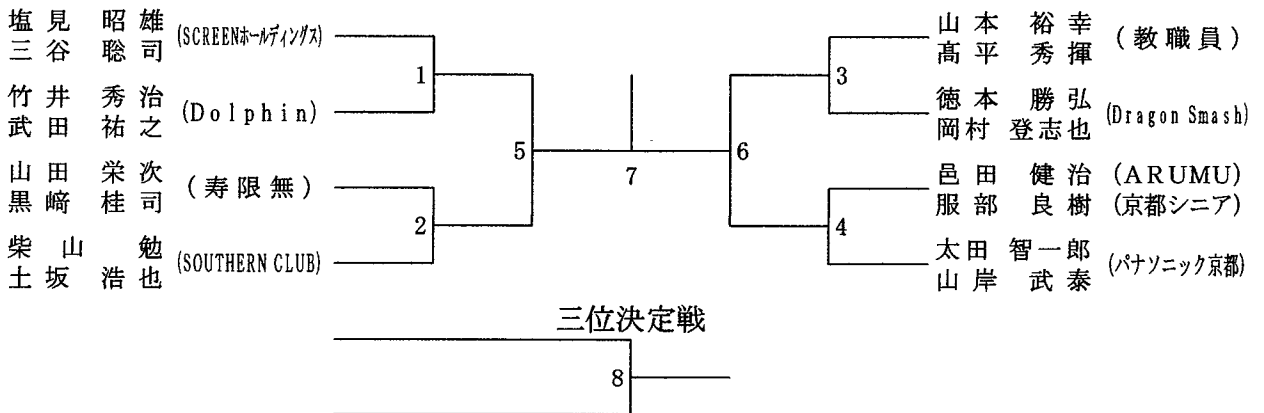 塩見 昭雄 (SCREENホールディングス)
三谷 聡司
1
竹井 秀治 (Dolphin)
武田 祐之
5
山田 栄次 (寿限無)
黒﨑 桂司
2
柴山 勉 (SOUTHERN CLUB)
土坂 浩也
7
山本 裕幸 (教職員)
髙平 秀揮
3
徳本 勝弘 (Dragon Smash)
岡村 登志也
6
邑田 健治 (ARUMU)
服部 良樹 (京都シニア)
4
太田 智一郎 (パナソニック京都)
山岸 武泰
三位決定戦
8